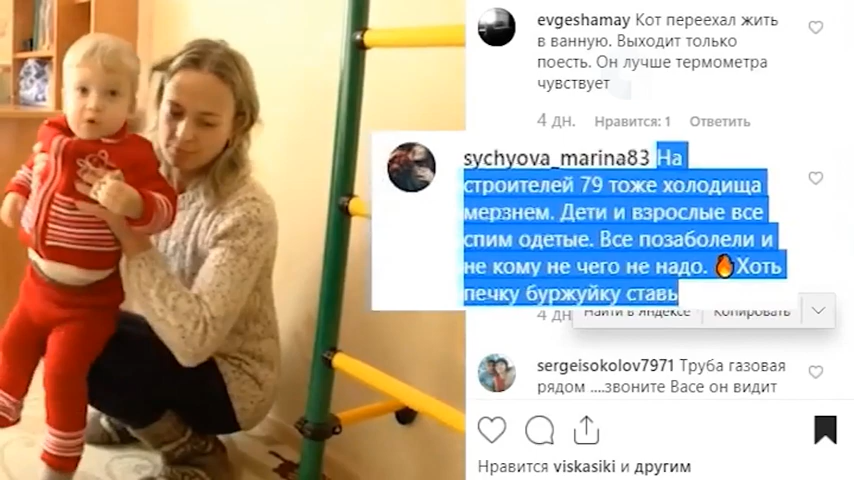 evgeshamay Кот переехал жить
в ванную. Выходит только
поесть. Он лучше термометра
чувствует
4 дн. Нравится: 1 Ответить
sychyova_marina83 На
строителей 79 тоже холодища
мерзнем. Дети и взрослые все
спим одетые. Все позаболели и
не кому не чего не надо. 🔥Хоть
печку буржуйку ставь
4 дн
Найти в Яндексе Копировать
sergeisokolov7971 Труба газовая
рядом ....звоните Васе он видит
Нравится viskasiki и другим